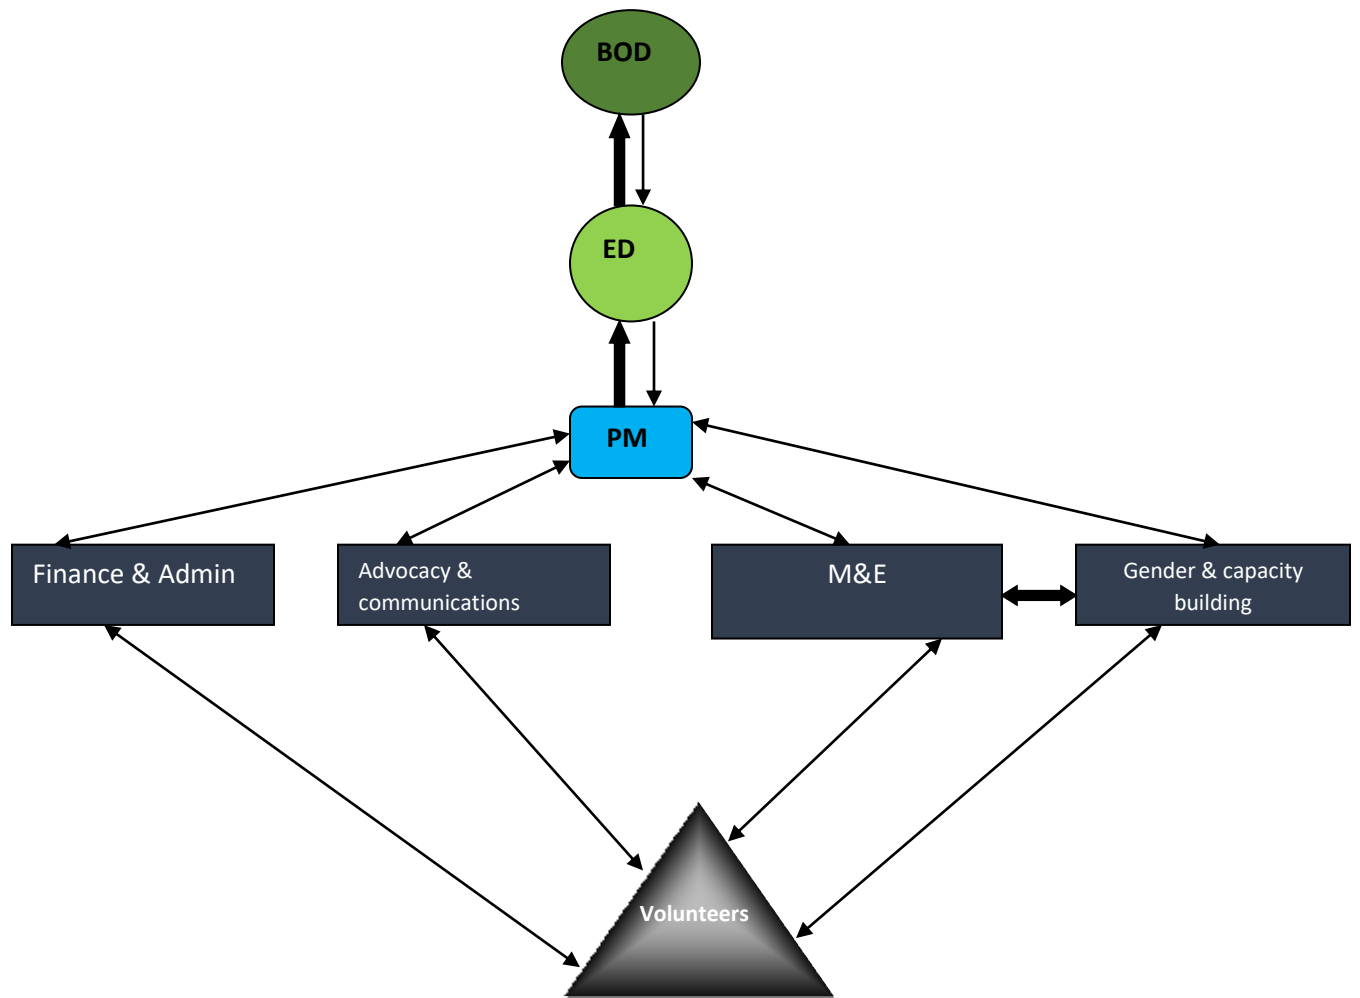 BOD
ED
PM
Finance & Admin
Advocacy &
communications
M&E
Gender & capacity
building
Volunteers